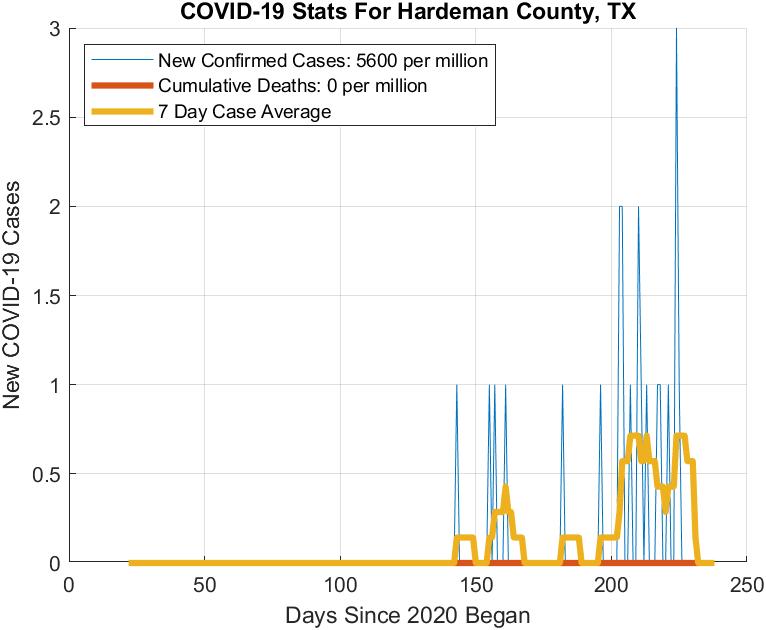 COVID-19 Stats For Hardeman County, TX
New Confirmed Cases: 5600 per million
Cumulative Deaths: 0 per million
7 Day Case Average
New COVID-19 Cases
3
2.5
2
1.5
1
0.5
0
0 50 100 150 200 250
Days Since 2020 Began